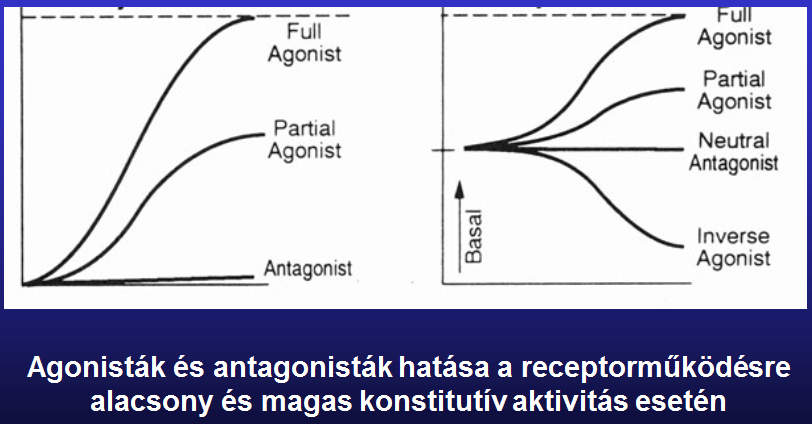 Full
Agonist
Partial
Agonist
Antagonist
Full
Agonist
Partial
Agonist
Neutral
Antagonist
Inverse
Agonist
Basal
Agonisták és antagonisták hatása a receptorműködésre
alacsony és magas konstitutív aktivitás esetén